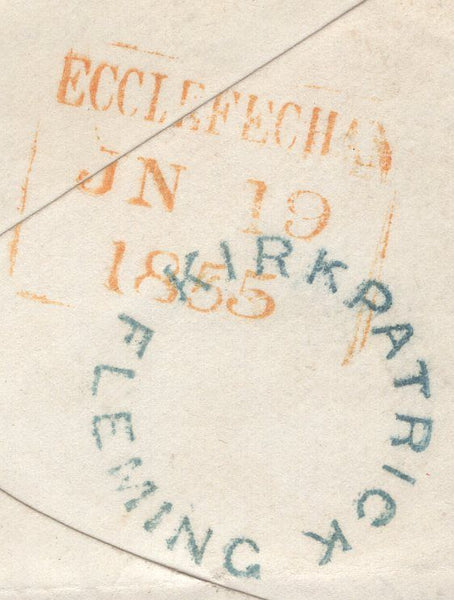 ECCLEFECHAN
JN 19
1855
KIRKPATRICK
FLEMING